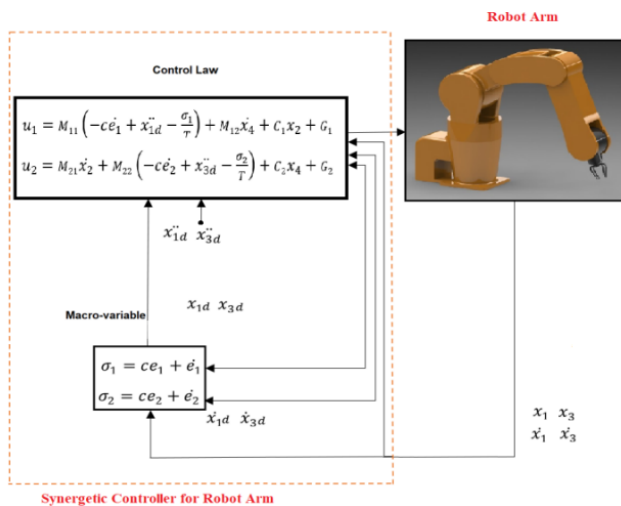 Robot Arm
Control Law
u₁ = M₁₁ (−cė₁ + ẍ₁d − σ₁/T) + M₁₂ẋ₄ + C₁x₂ + G₁
u₂ = M₂₁ẋ₂ + M₂₂ (−cė₂ + ẍ₃d − σ₂/T) + C₂x₄ + G₂
ẍ₁d ẍ₃d
x₁d x₃d
Macro-variable
σ₁ = ce₁ + ė₁
σ₂ = ce₂ + ė₂
ẋ₁d ẋ₃d
x₁ x₃
ẋ₁ ẋ₃
Synergetic Controller for Robot Arm